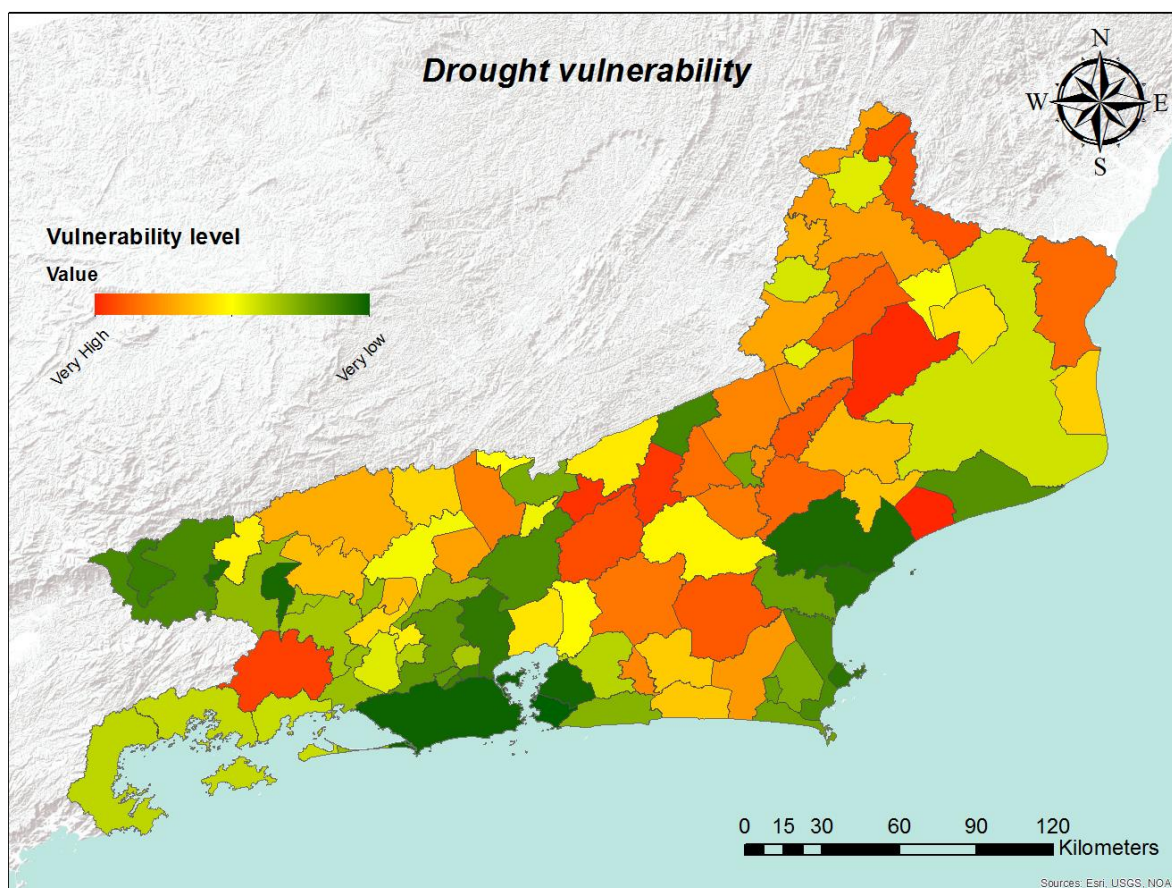 Drought vulnerability
N
W E
S
Vulnerability level
Value
Very High
Very low
0 15 30 60 90 120
Kilometers
Sources: Esri, USGS, NOA